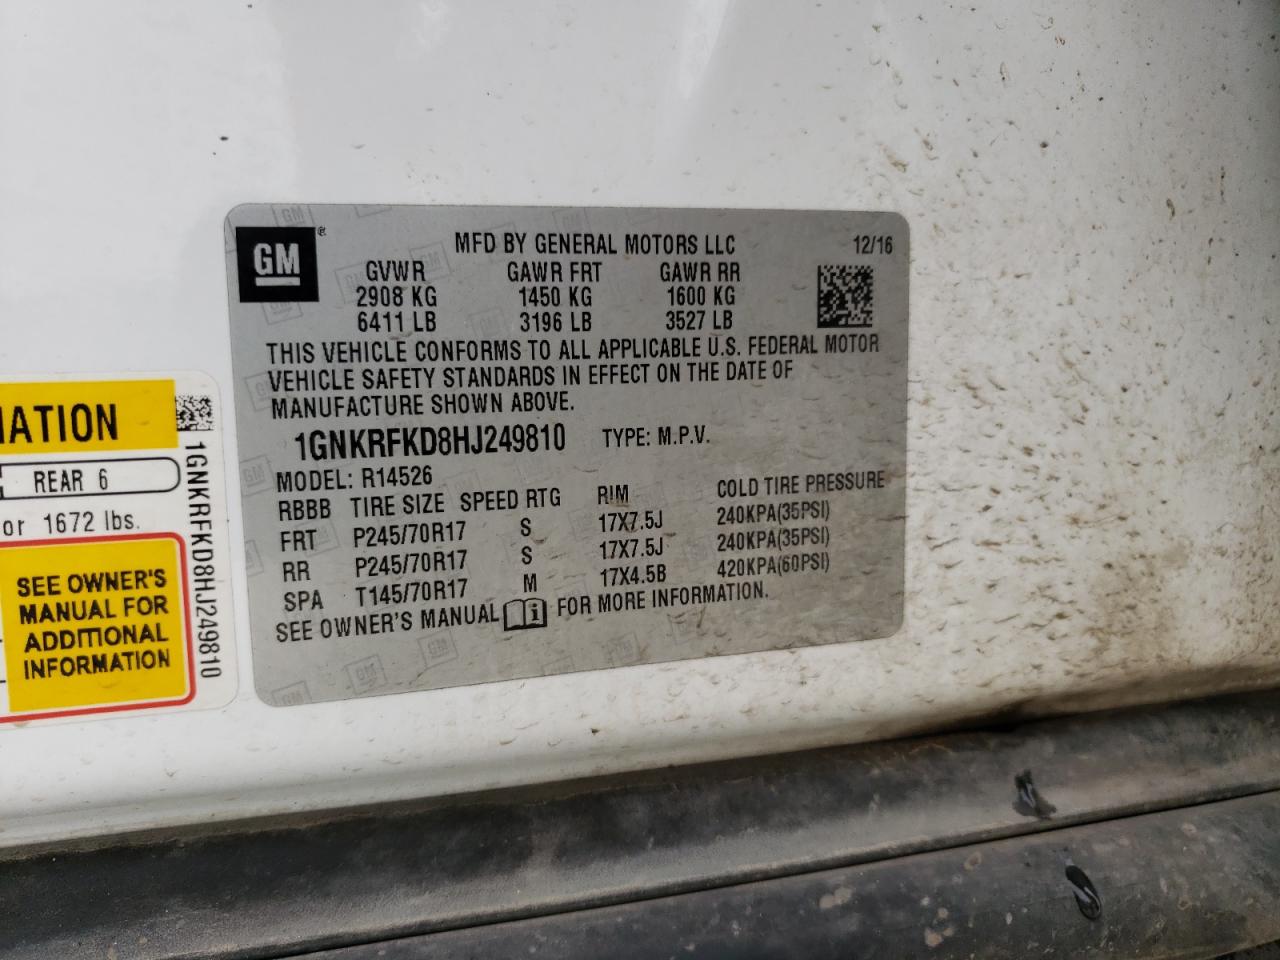 GM®
MFD BY GENERAL MOTORS LLC 12/16
GVWR GAWR FRT GAWR RR
2908 KG 1450 KG 1600 KG
6411 LB 3196 LB 3527 LB
THIS VEHICLE CONFORMS TO ALL APPLICABLE U.S. FEDERAL MOTOR
VEHICLE SAFETY STANDARDS IN EFFECT ON THE DATE OF
MANUFACTURE SHOWN ABOVE.
1GNKRFKD8HJ249810 TYPE: M.P.V.
MODEL: R14526
RBBB TIRE SIZE SPEED RTG RIM COLD TIRE PRESSURE
FRT P245/70R17 S 17X7.5J 240KPA(35PSI)
RR P245/70R17 S 17X7.5J 240KPA(35PSI)
SPA T145/70R17 M 17X4.5B 420KPA(60PSI)
SEE OWNER'S MANUAL FOR MORE INFORMATION.
MATION
REAR 6
or 1672 lbs.
SEE OWNER'S
MANUAL FOR
ADDITIONAL
INFORMATION
1GNKRFKD8HJ249810